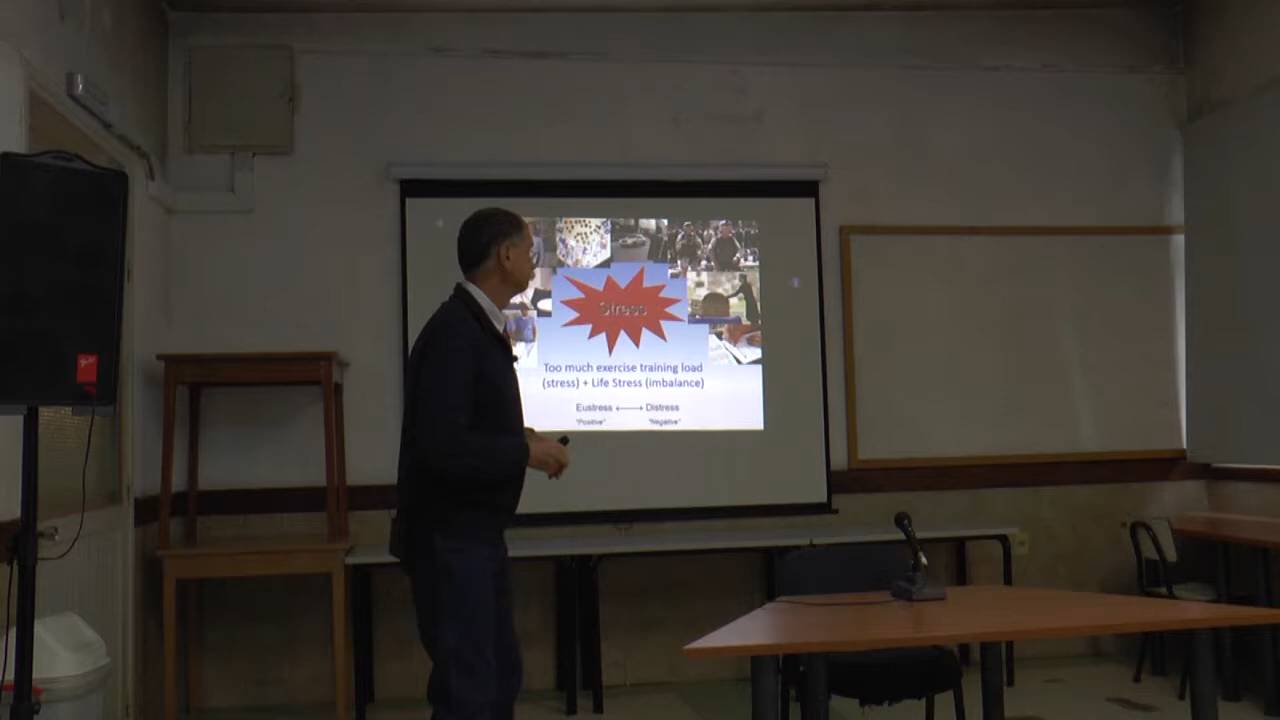 Stress
Too much exercise training load
(stress) + Life Stress (imbalance)
Eustress ⟷ Distress
"Positive" "Negative"